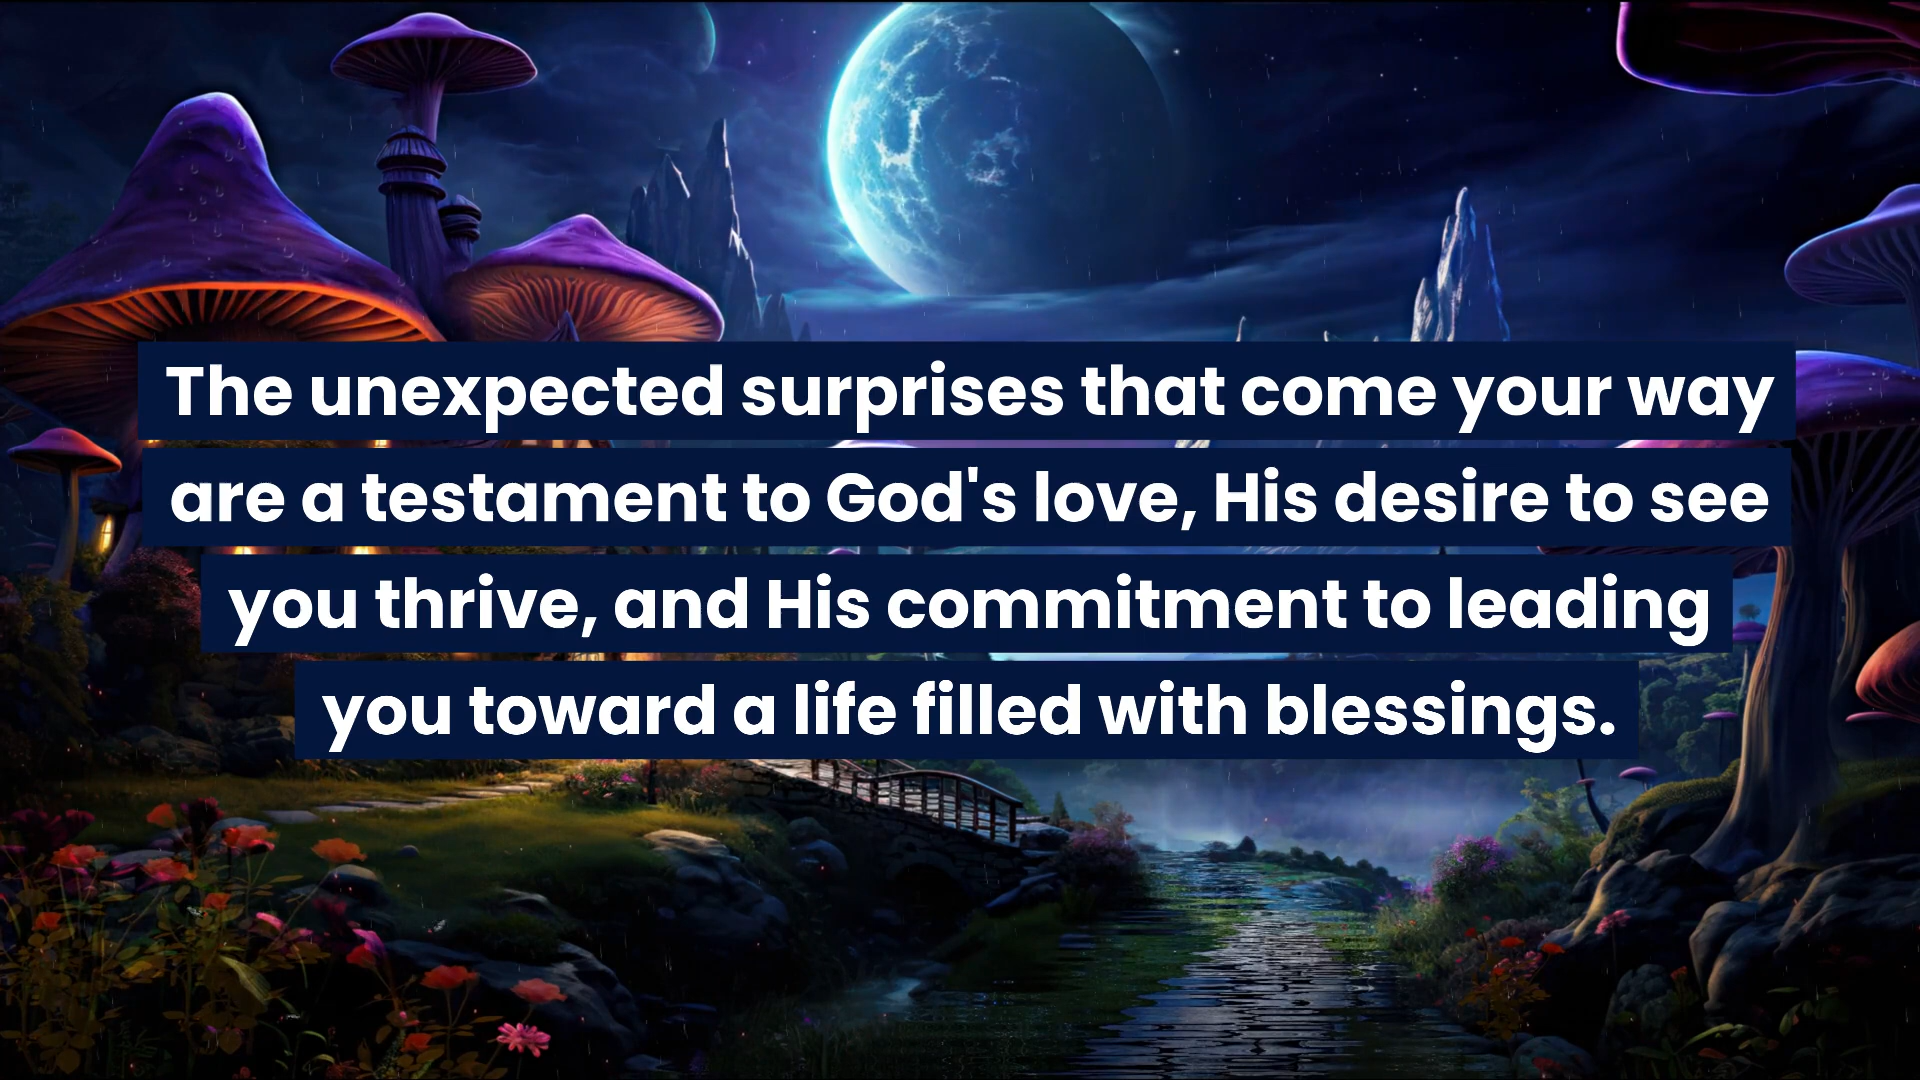 The unexpected surprises that come your way
are a testament to God's love, His desire to see
you thrive, and His commitment to leading
you toward a life filled with blessings.